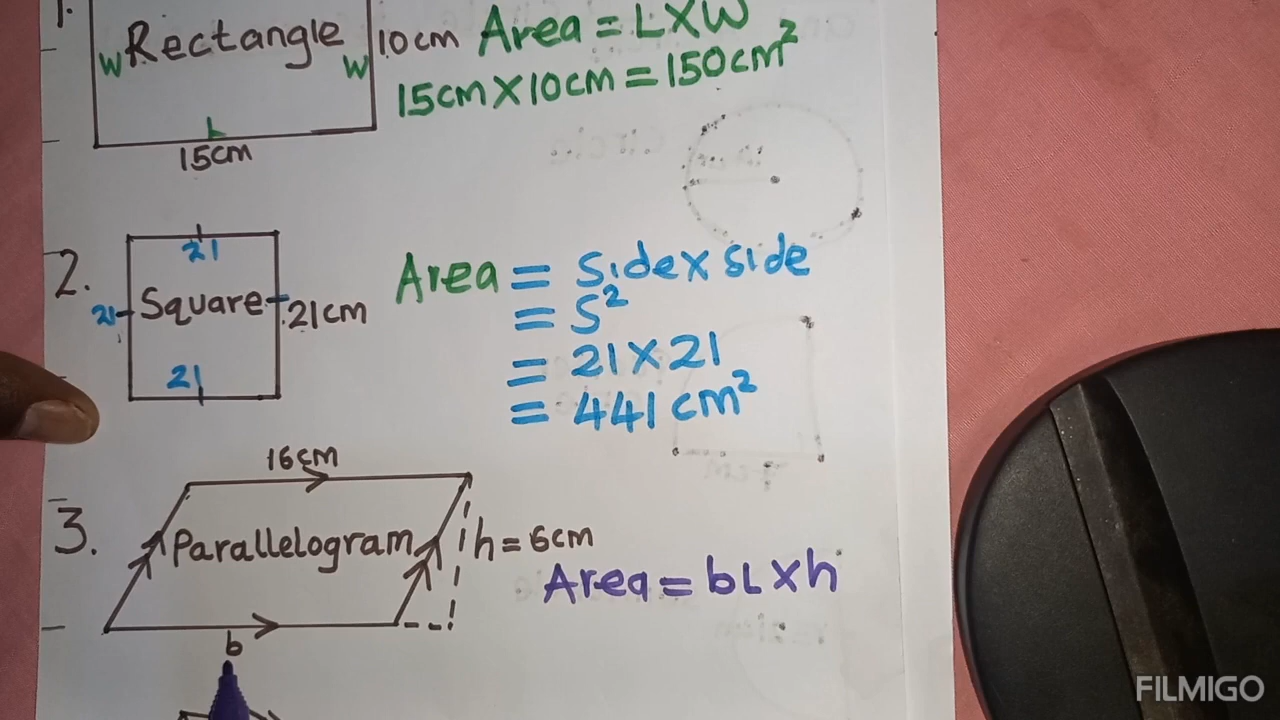 1.
Rectangle
W
W
10cm
Area = LXW
15cm X 10cm = 150cm²
L
15cm
2.
21
21
Square
21cm
21
Area = Side X Side
= S²
= 21 X 21
= 441 cm²
16cm
3.
Parallelogram
h = 6cm
Area = bL X h
b
FILMIGO